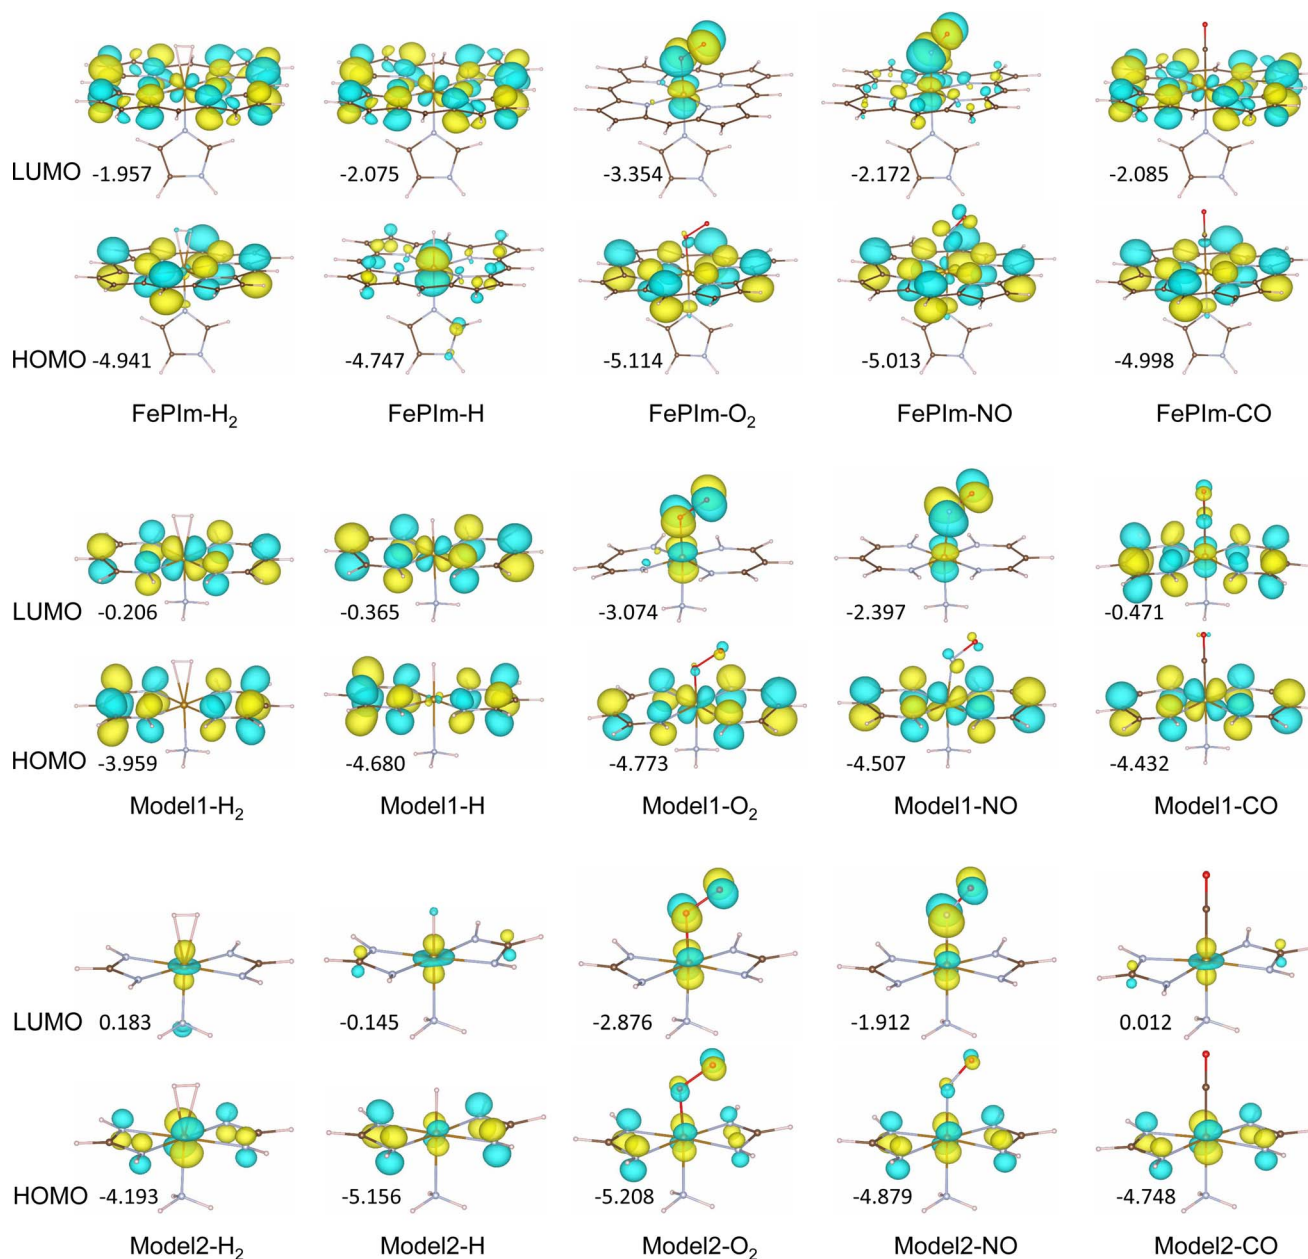 LUMO -1.957 -2.075 -3.354 -2.172 -2.085
HOMO -4.941 -4.747 -5.114 -5.013 -4.998
FePIm-H₂ FePIm-H FePIm-O₂ FePIm-NO FePIm-CO
LUMO -0.206 -0.365 -3.074 -2.397 -0.471
HOMO -3.959 -4.680 -4.773 -4.507 -4.432
Model1-H₂ Model1-H Model1-O₂ Model1-NO Model1-CO
LUMO 0.183 -0.145 -2.876 -1.912 0.012
HOMO -4.193 -5.156 -5.208 -4.879 -4.748
Model2-H₂ Model2-H Model2-O₂ Model2-NO Model2-CO